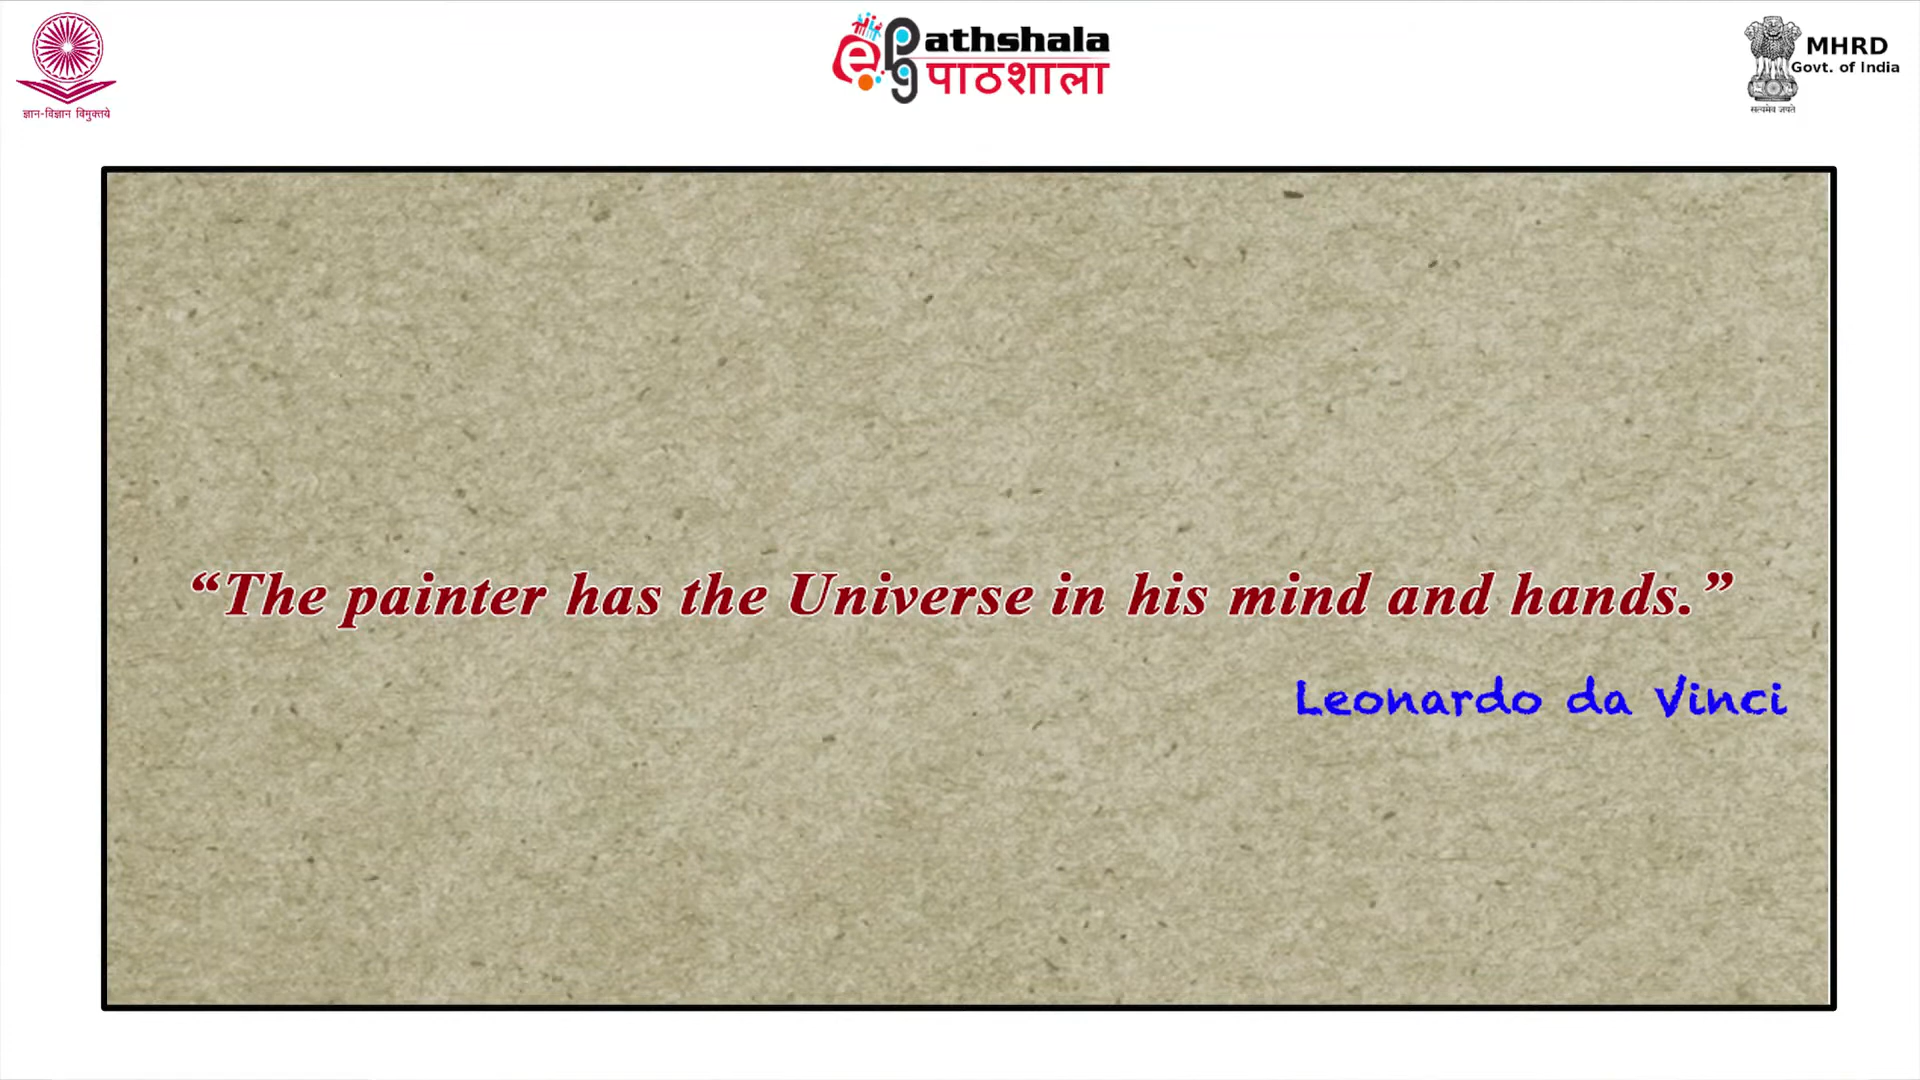 ज्ञान-विज्ञान विमुक्तये
ePathshala
पाठशाला
MHRD
Govt. of India
सत्यमेव जयते
“The painter has the Universe in his mind and hands.”
Leonardo da Vinci